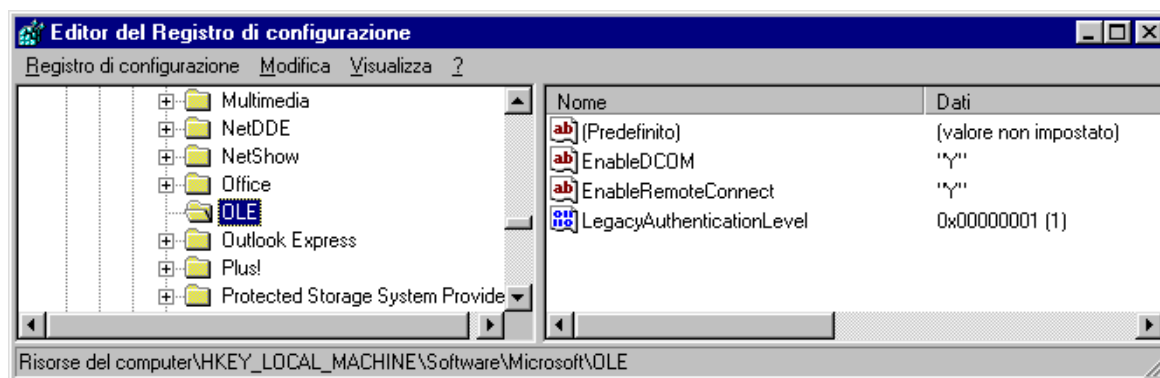 Editor del Registro di configurazione
Registro di configurazione Modifica Visualizza ?
Multimedia
NetDDE
NetShow
Office
OLE
Outlook Express
Plus!
Protected Storage System Provide
Nome Dati
(Predefinito) (valore non impostato)
EnableDCOM "Y"
EnableRemoteConnect "Y"
LegacyAuthenticationLevel 0x00000001 (1)
Risorse del computer\HKEY_LOCAL_MACHINE\Software\Microsoft\OLE